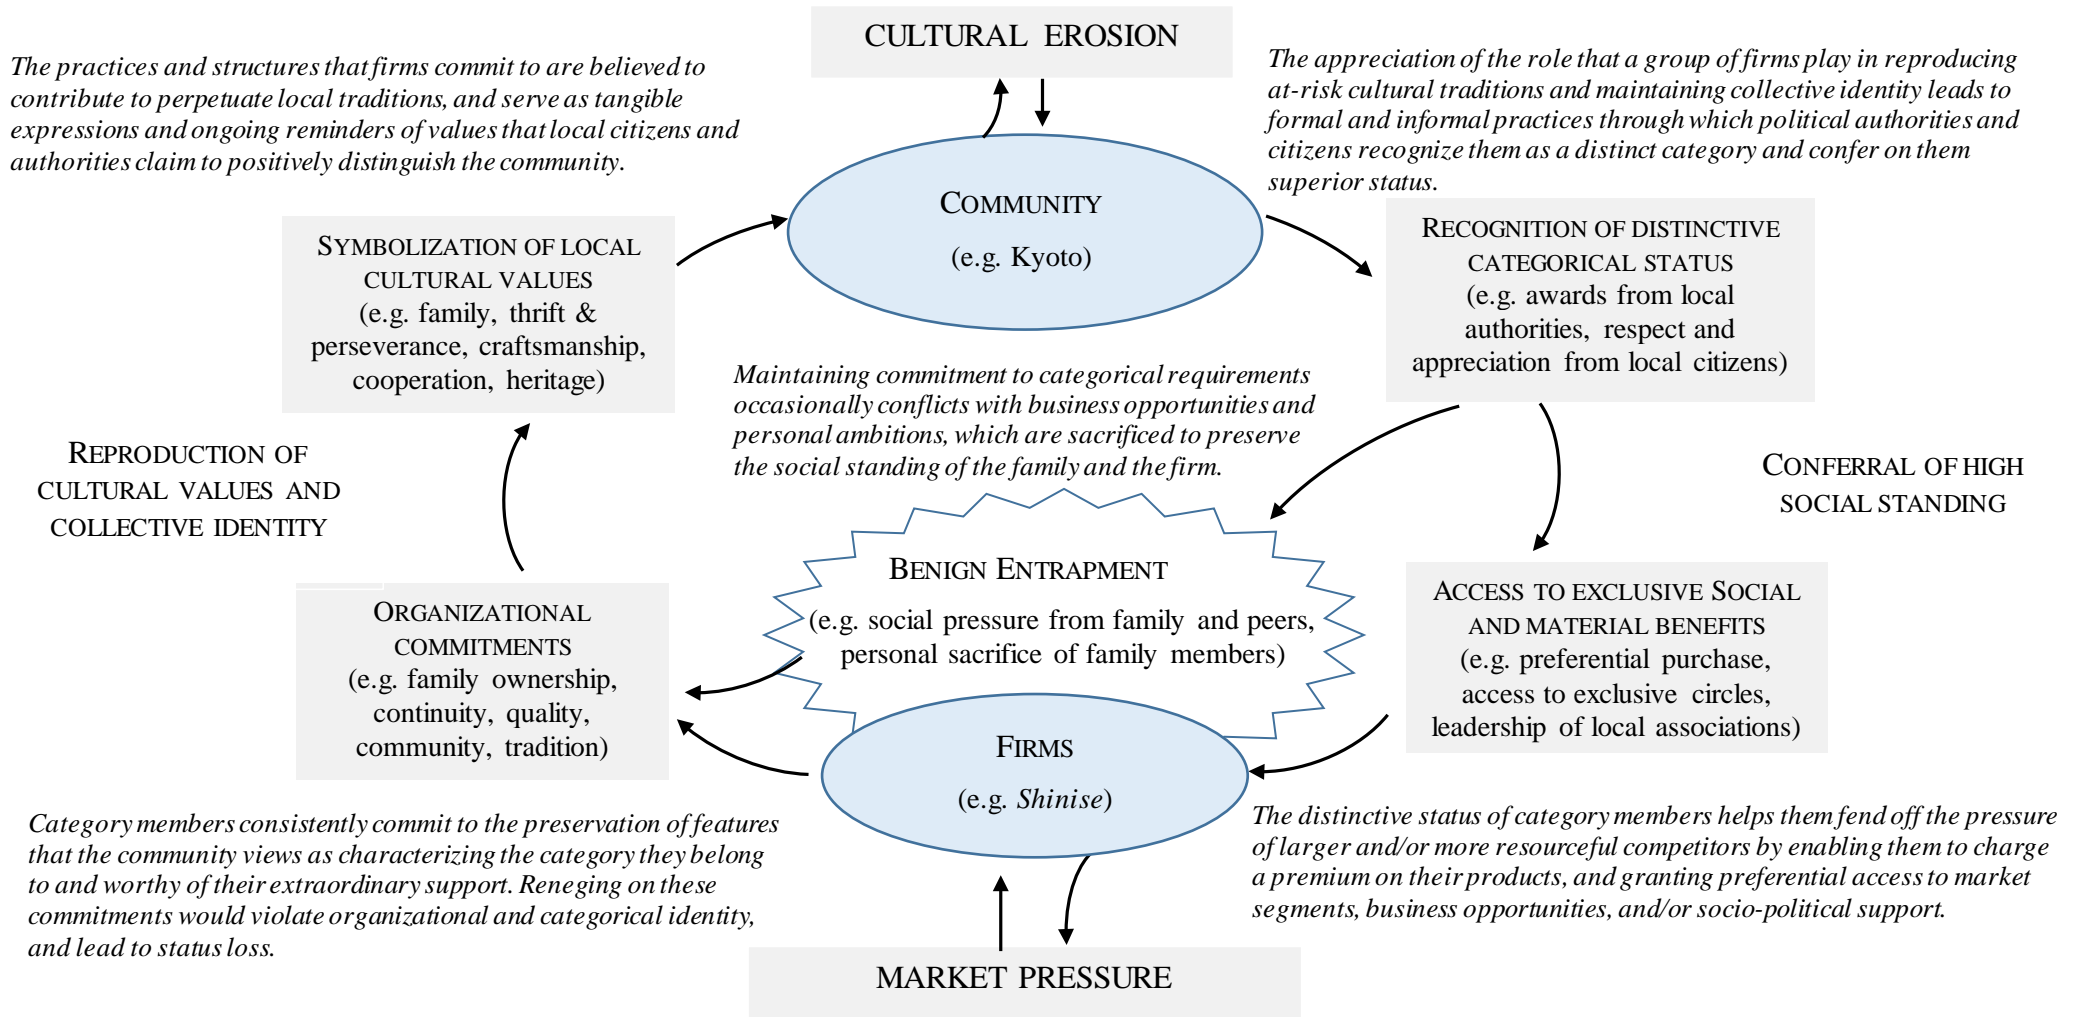 CULTURAL EROSION
The practices and structures that firms commit to are believed to
contribute to perpetuate local traditions, and serve as tangible
expressions and ongoing reminders of values that local citizens and
authorities claim to positively distinguish the community.
The appreciation of the role that a group of firms play in reproducing
at-risk cultural traditions and maintaining collective identity leads to
formal and informal practices through which political authorities and
citizens recognize them as a distinct category and confer on them
superior status.
COMMUNITY
(e.g. Kyoto)
SYMBOLIZATION OF LOCAL
CULTURAL VALUES
(e.g. family, thrift &
perseverance, craftsmanship,
cooperation, heritage)
RECOGNITION OF DISTINCTIVE
CATEGORICAL STATUS
(e.g. awards from local
authorities, respect and
appreciation from local citizens)
Maintaining commitment to categorical requirements
occasionally conflicts with business opportunities and
personal ambitions, which are sacrificed to preserve
the social standing of the family and the firm.
REPRODUCTION OF
CULTURAL VALUES AND
COLLECTIVE IDENTITY
CONFERRAL OF HIGH
SOCIAL STANDING
BENIGN ENTRAPMENT
(e.g. social pressure from family and peers,
personal sacrifice of family members)
ORGANIZATIONAL
COMMITMENTS
(e.g. family ownership,
continuity, quality,
community, tradition)
ACCESS TO EXCLUSIVE SOCIAL
AND MATERIAL BENEFITS
(e.g. preferential purchase,
access to exclusive circles,
leadership of local associations)
FIRMS
(e.g. Shinise)
Category members consistently commit to the preservation of features
that the community views as characterizing the category they belong
to and worthy of their extraordinary support. Reneging on these
commitments would violate organizational and categorical identity,
and lead to status loss.
The distinctive status of category members helps them fend off the pressure
of larger and/or more resourceful competitors by enabling them to charge
a premium on their products, and granting preferential access to market
segments, business opportunities, and/or socio-political support.
MARKET PRESSURE